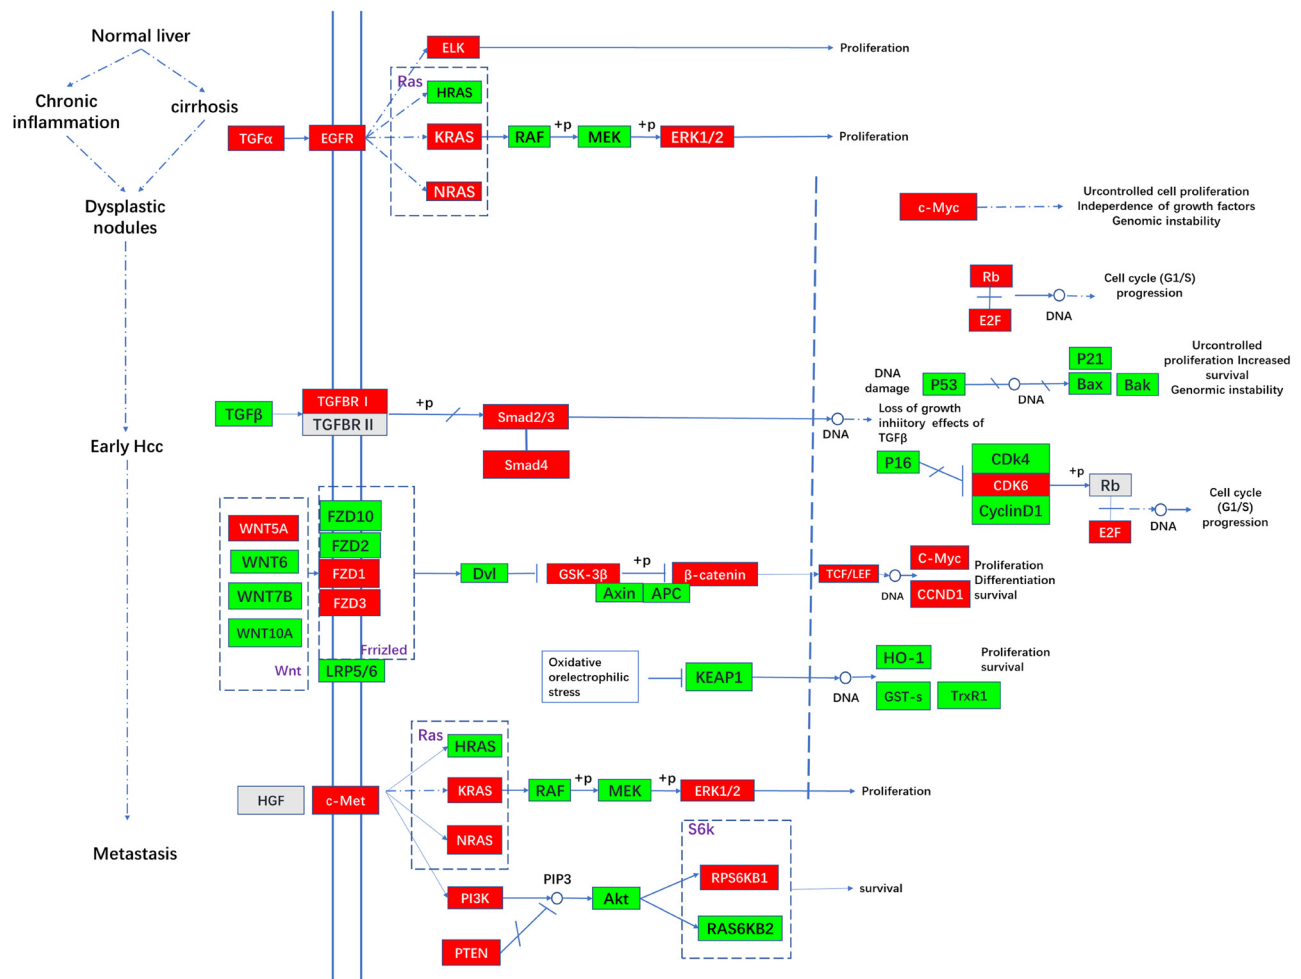 Normal liver
Chronic
inflammation
cirrhosis
Dysplastic
nodules
Early Hcc
Metastasis
ELK
Proliferation
Ras
HRAS
TGFα
EGFR
KRAS
RAF
+p
MEK
+p
ERK1/2
Proliferation
NRAS
c-Myc
Urcontrolled cell proliferation
Indeperdence of growth factors
Genomic instability
Rb
E2F
DNA
Cell cycle (G1/S)
progression
TGFβ
TGFBR I
TGFBR II
+p
Smad2/3
Smad4
DNA
Loss of growth
inhiitory effects of
TGFβ
DNA
damage
P53
DNA
P21
Bax
Bak
Urcontrolled
proliferation Increased
survival
Genormic instability
P16
CDk4
CDK6
CyclinD1
+p
Rb
E2F
DNA
Cell cycle
(G1/S)
progression
WNT5A
WNT6
WNT7B
WNT10A
Wnt
FZD10
FZD2
FZD1
FZD3
Frrizled
LRP5/6
Dvl
GSK-3β
+p
β-catenin
Axin
APC
TCF/LEF
DNA
C-Myc
CCND1
Proliferation
Differentiation
survival
Oxidative
orelectrophilic
stress
KEAP1
DNA
HO-1
GST-s
TrxR1
Proliferation
survival
HGF
c-Met
Ras
HRAS
KRAS
NRAS
RAF
+p
MEK
+p
ERK1/2
Proliferation
PI3K
PIP3
Akt
PTEN
S6k
RPS6KB1
RAS6KB2
survival